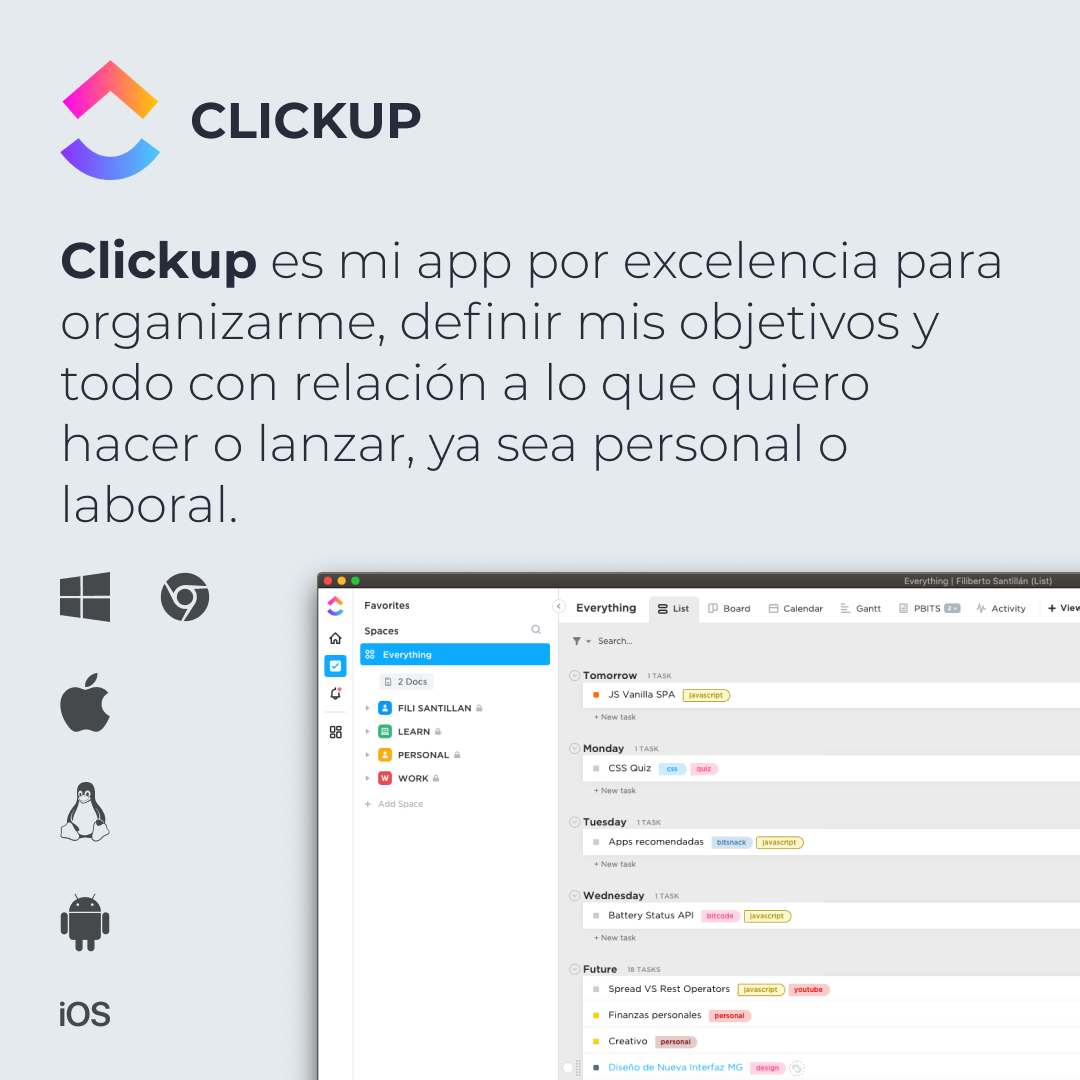 CLICKUP
Clickup es mi app por excelencia para
organizarme, definir mis objetivos y
todo con relación a lo que quiero
hacer o lanzar, ya sea personal o
laboral.
iOS
Everything | Filiberto Santillán (List)
Favorites
Spaces
Everything
2 Docs
FILI SANTILLAN
LEARN
PERSONAL
W WORK
+ Add Space
Everything List Board Calendar Gantt PBITS 2 Activity + View
Search...
Tomorrow 1 TASK
JS Vanilla SPA javascript
+ New task
Monday 1 TASK
CSS Quiz css quiz
+ New task
Tuesday 1 TASK
Apps recomendadas bitsnack javascript
+ New task
Wednesday 1 TASK
Battery Status API bitcode javascript
+ New task
Future 18 TASKS
Spread VS Rest Operators javascript youtube
Finanzas personales personal
Creativo personal
Diseño de Nueva Interfaz MG design